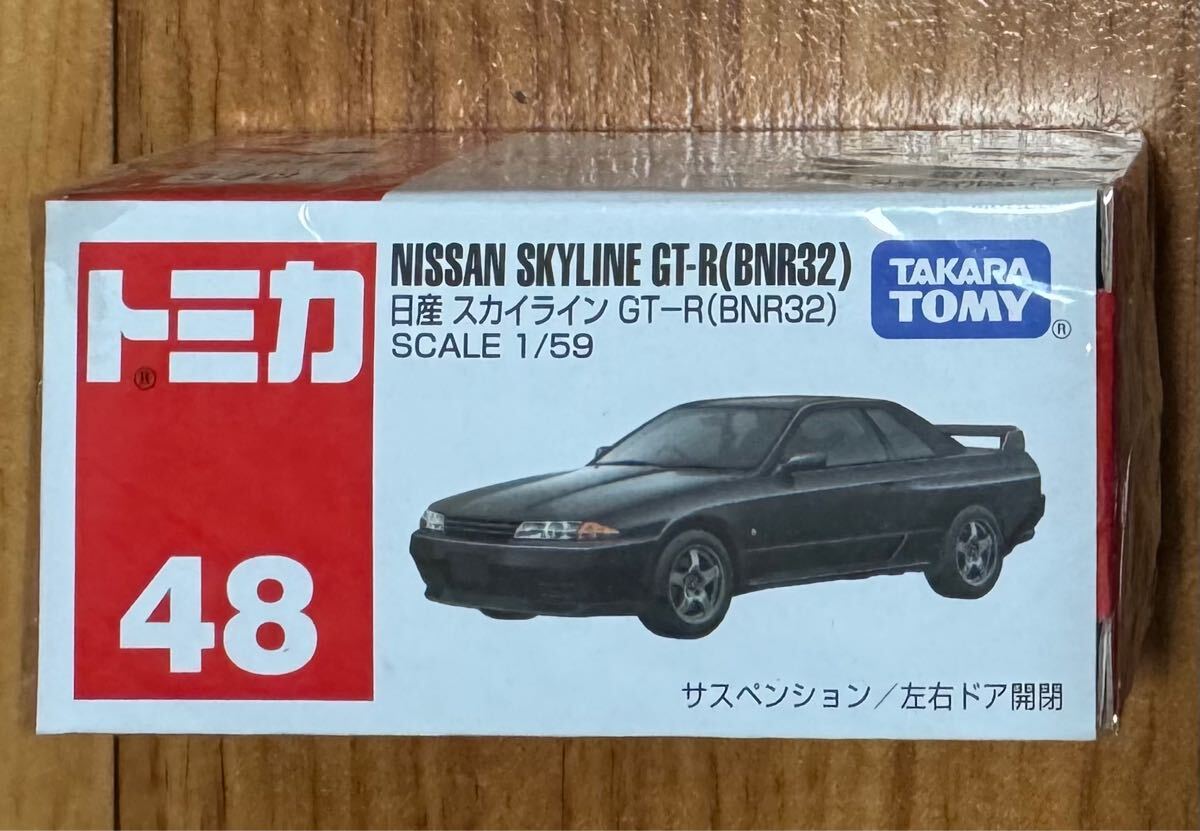 トミカ®
48
NISSAN SKYLINE GT-R(BNR32)
日産 スカイライン GT-R(BNR32)
SCALE 1/59
TAKARA
TOMY®
サスペンション/左右ドア開閉